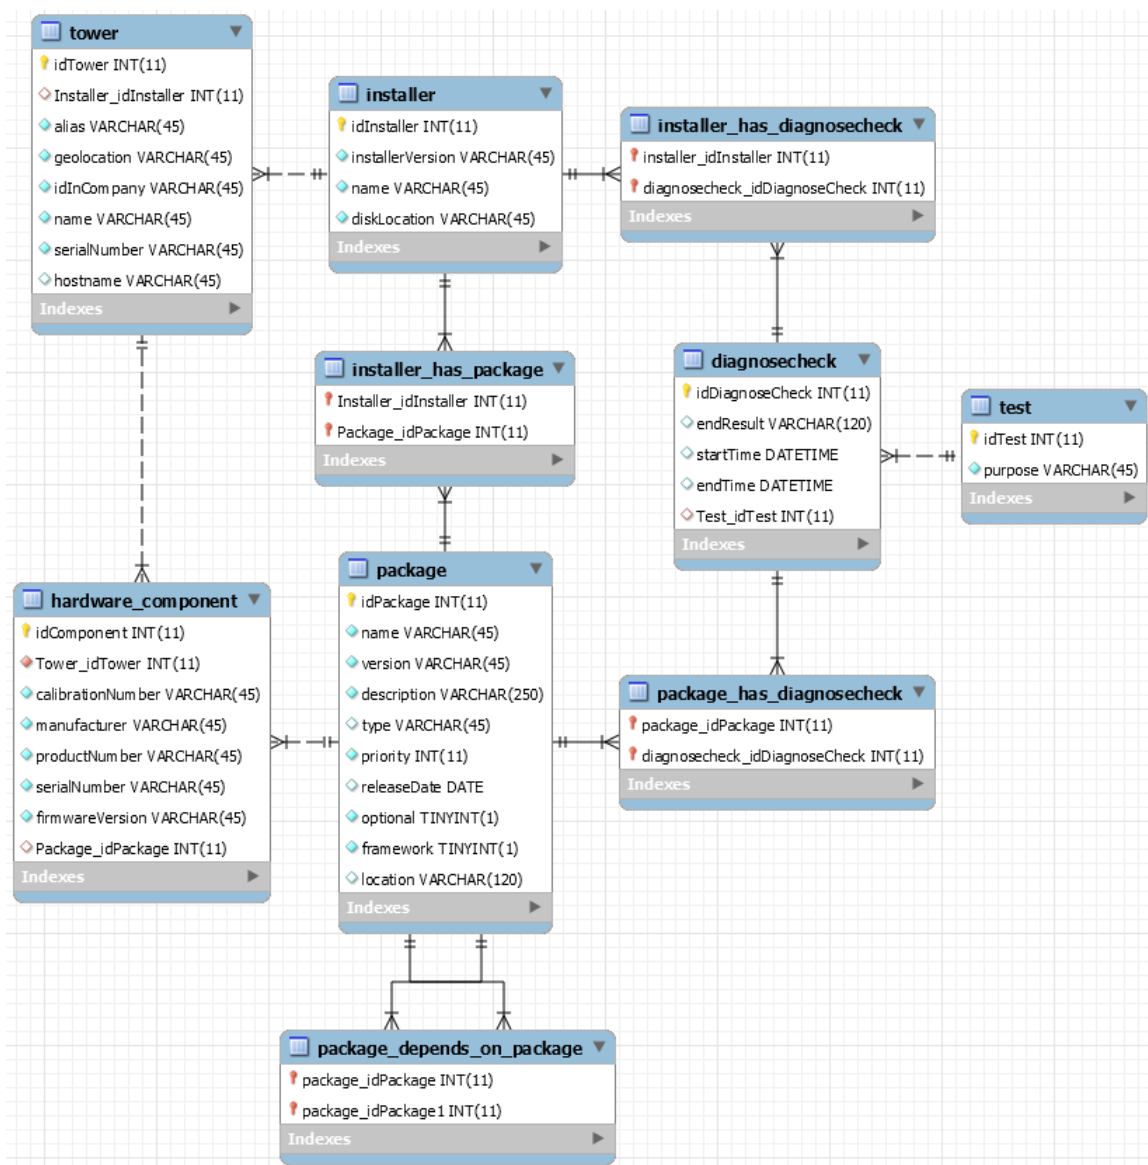 tower
idTower INT(11)
Installer_idInstaller INT(11)
alias VARCHAR(45)
geolocation VARCHAR(45)
idInCompany VARCHAR(45)
name VARCHAR(45)
serialNumber VARCHAR(45)
hostname VARCHAR(45)
Indexes
installer
idInstaller INT(11)
installerVersion VARCHAR(45)
name VARCHAR(45)
diskLocation VARCHAR(45)
Indexes
installer_has_diagnosecheck
installer_idInstaller INT(11)
diagnosecheck_idDiagnoseCheck INT(11)
Indexes
installer_has_package
Installer_idInstaller INT(11)
Package_idPackage INT(11)
Indexes
diagnosecheck
idDiagnoseCheck INT(11)
endResult VARCHAR(120)
startTime DATETIME
endTime DATETIME
Test_idTest INT(11)
Indexes
test
idTest INT(11)
purpose VARCHAR(45)
Indexes
hardware_component
idComponent INT(11)
Tower_idTower INT(11)
calibrationNumber VARCHAR(45)
manufacturer VARCHAR(45)
productNumber VARCHAR(45)
serialNumber VARCHAR(45)
firmwareVersion VARCHAR(45)
Package_idPackage INT(11)
Indexes
package
idPackage INT(11)
name VARCHAR(45)
version VARCHAR(45)
description VARCHAR(250)
type VARCHAR(45)
priority INT(11)
releaseDate DATE
optional TINYINT(1)
framework TINYINT(1)
location VARCHAR(120)
Indexes
package_has_diagnosecheck
package_idPackage INT(11)
diagnosecheck_idDiagnoseCheck INT(11)
Indexes
package_depends_on_package
package_idPackage INT(11)
package_idPackage1 INT(11)
Indexes